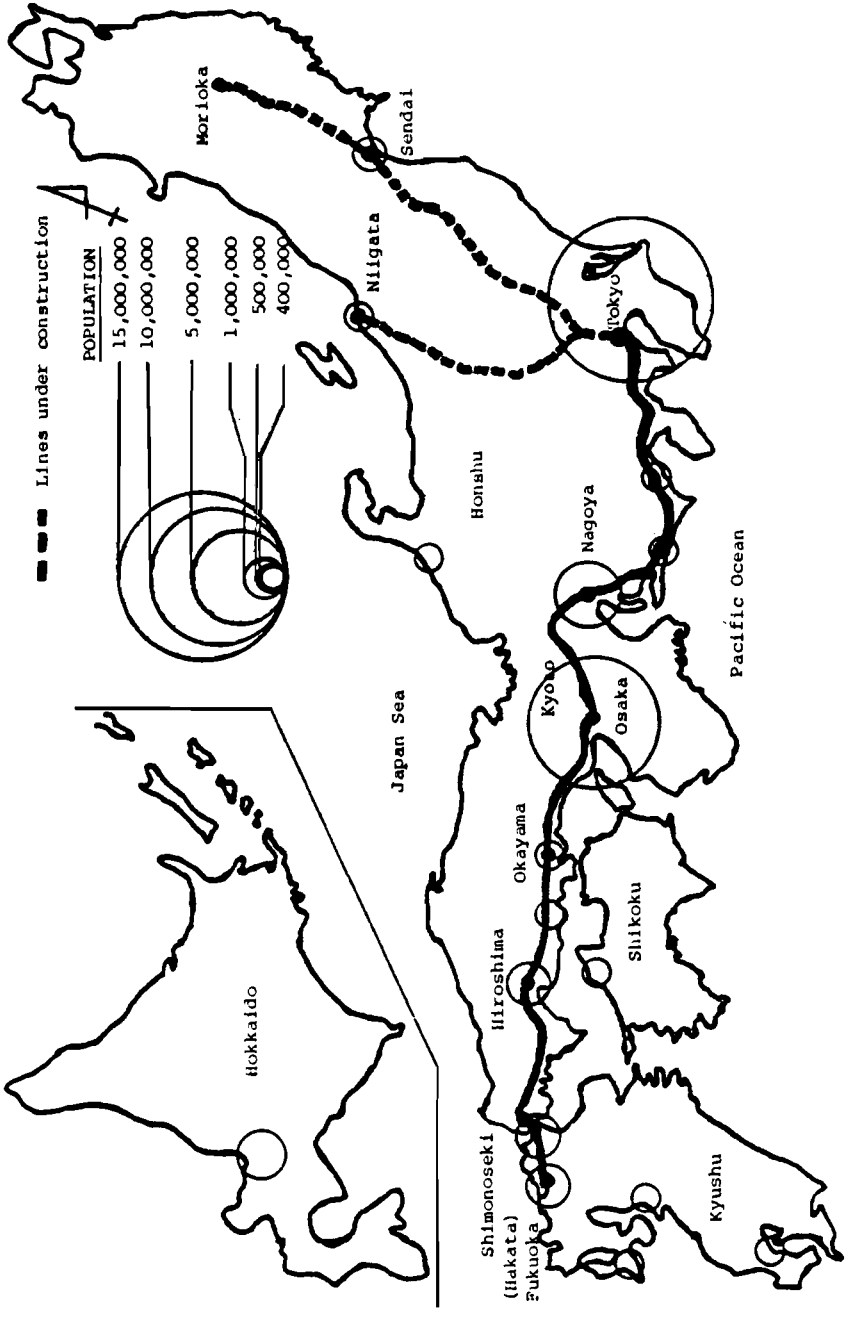 Lines under construction
POPULATION
15,000,000
10,000,000
5,000,000
1,000,000
500,000
400,000
Hokkaido
Japan Sea
Morioka
Sendai
Niigata
Honshu
Tokyo
Nagoya
Kyoto
Osaka
Pacific Ocean
Okayama
Hiroshima
Shikoku
Shimonoseki
(Hakata)
Fukuoka
Kyushu